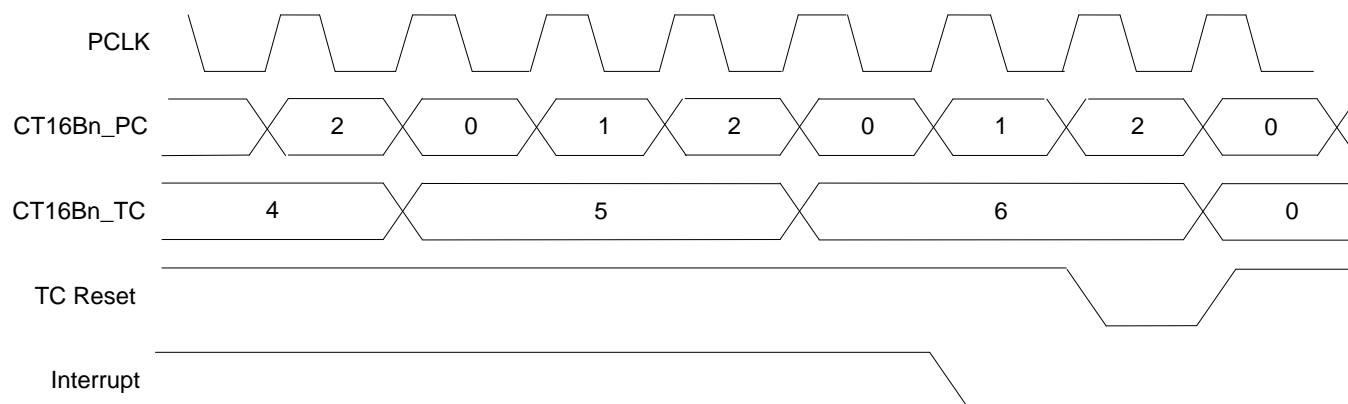 PCLK
CT16Bn_PC 2 0 1 2 0 1 2 0
CT16Bn_TC 4 5 6 0
TC Reset
Interrupt